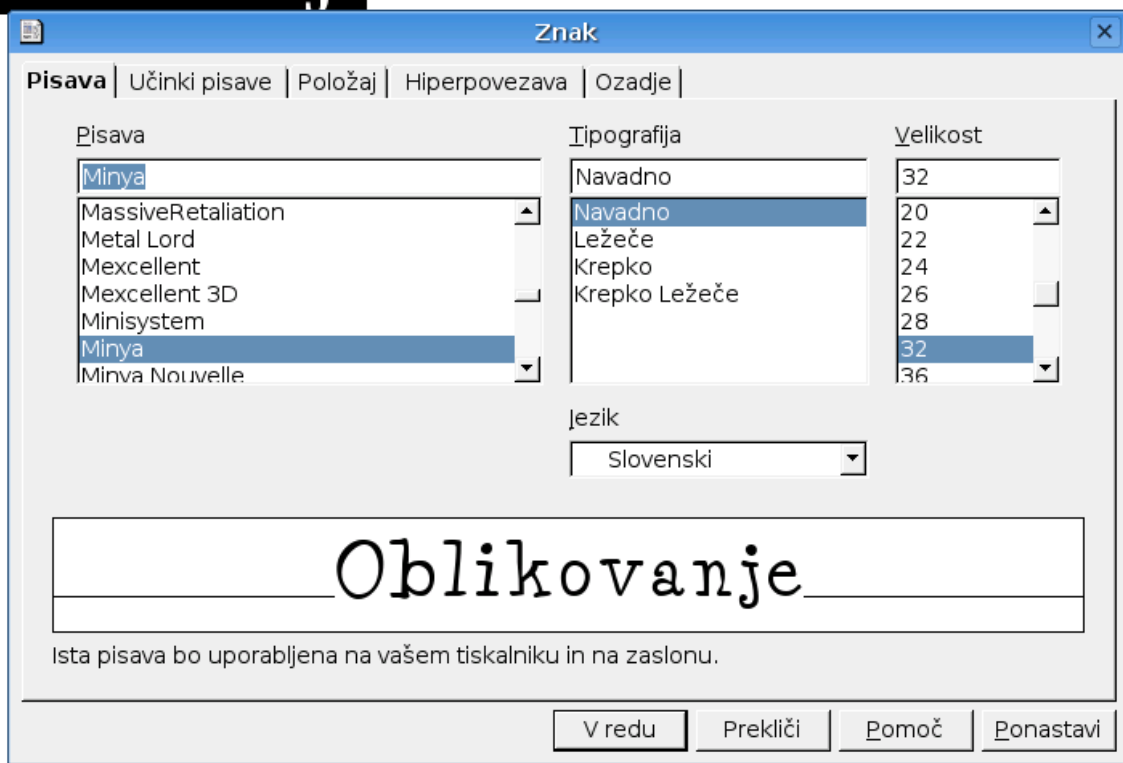 Znak
Pisava Učinki pisave Položaj Hiperpovezava Ozadje
Pisava Tipografija Velikost
Minya Navadno 32
MassiveRetaliation Navadno 20
Metal Lord Ležeče 22
Mexcellent Krepko 24
Mexcellent 3D Krepko Ležeče 26
Minisystem 28
Minya 32
Minya Nouvelle 36
Jezik
Slovenski
Oblikovanje
Ista pisava bo uporabljena na vašem tiskalniku in na zaslonu.
V redu Prekliči Pomoč Ponastavi